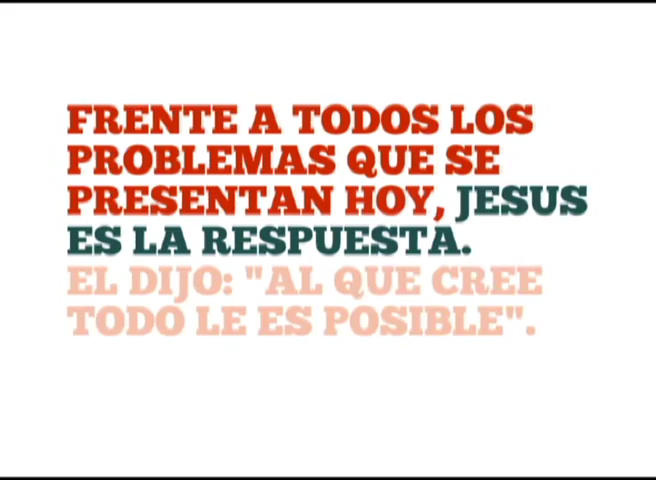 FRENTE A TODOS LOS
PROBLEMAS QUE SE
PRESENTAN HOY, JESUS
ES LA RESPUESTA.
EL DIJO: "AL QUE CREE
TODO LE ES POSIBLE".